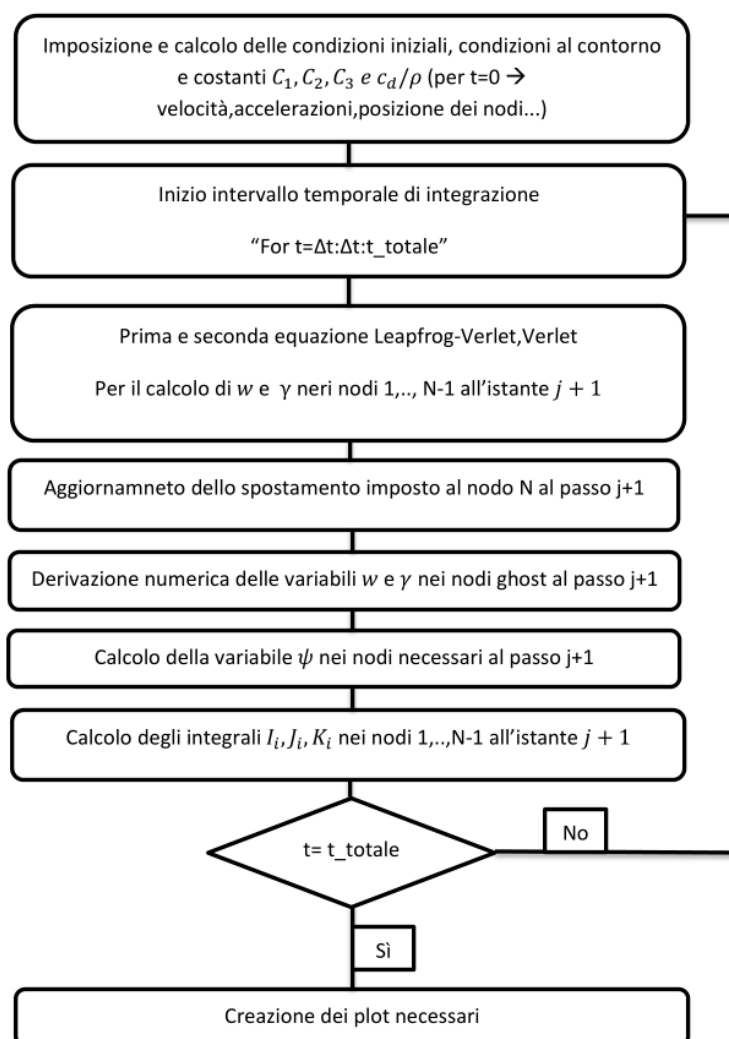 Imposizione e calcolo delle condizioni iniziali, condizioni al contorno
e costanti C₁, C₂, C₃ e c_d/ρ (per t=0 →
velocità,accelerazioni,posizione dei nodi...)
Inizio intervallo temporale di integrazione
“For t=Δt:Δt:t_totale”
Prima e seconda equazione Leapfrog-Verlet,Verlet
Per il calcolo di w e γ neri nodi 1,.., N-1 all’istante j + 1
Aggiornamneto dello spostamento imposto al nodo N al passo j+1
Derivazione numerica delle variabili w e γ nei nodi ghost al passo j+1
Calcolo della variabile ψ nei nodi necessari al passo j+1
Calcolo degli integrali I_i, J_i, K_i nei nodi 1,..,N-1 all’istante j + 1
t= t_totale
No
Sì
Creazione dei plot necessari